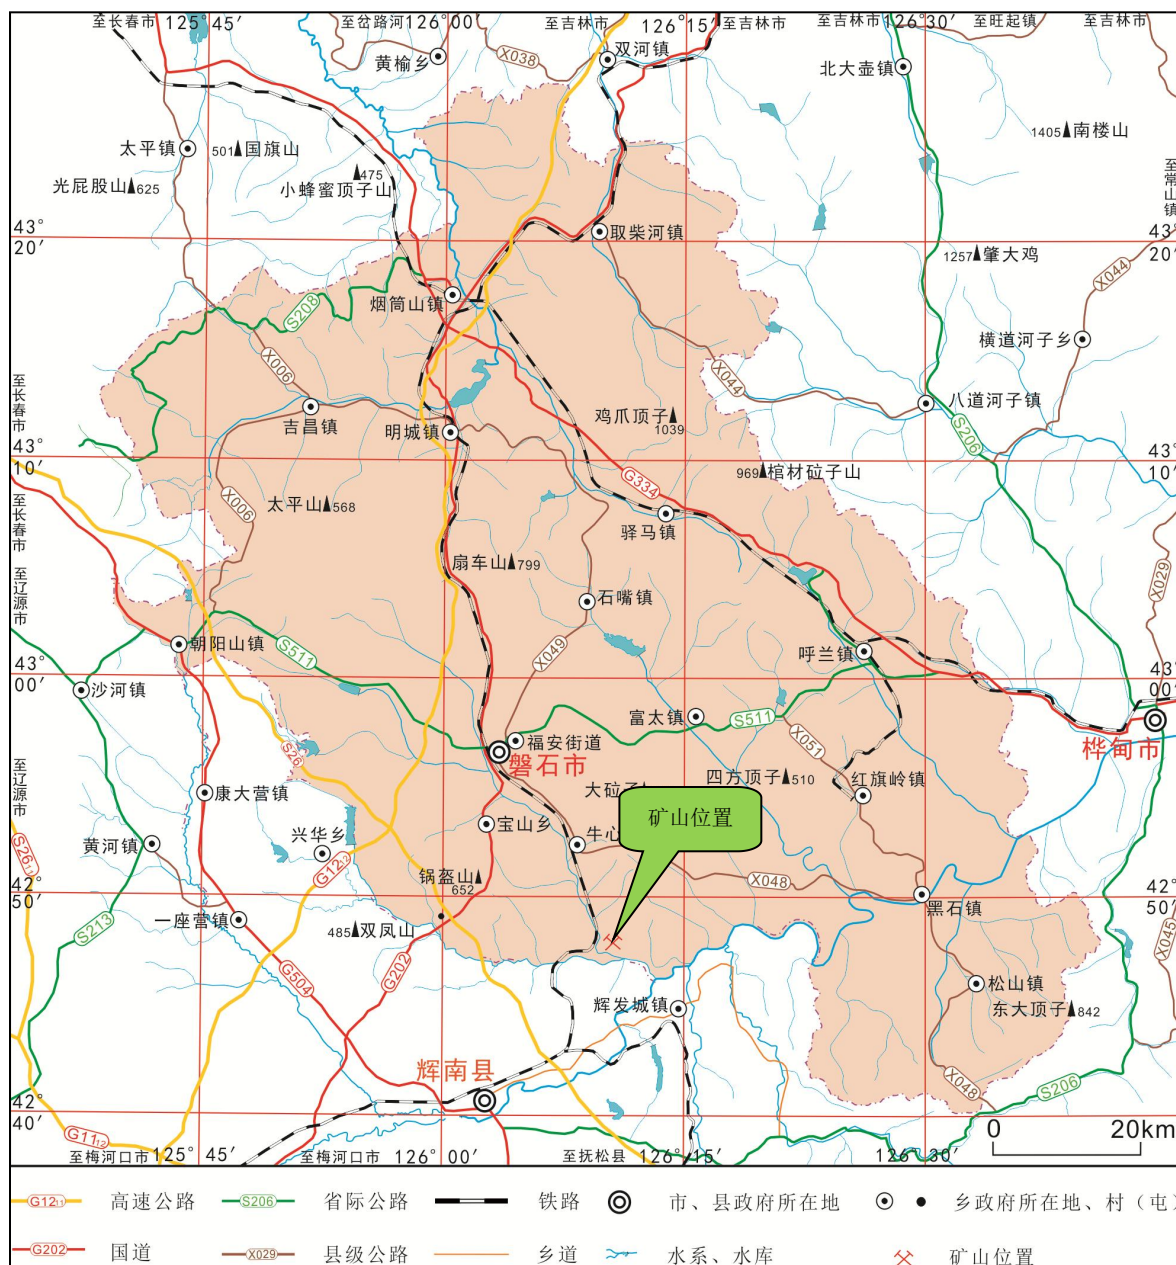 至长春市
125°45′
至岔路河
126°00′
至吉林市
至吉林市
126°15′
至吉林市
126°30′
至旺起镇
至吉林市
双河镇
黄榆乡
X038
北大壶镇
1405 南楼山
太平镇
501 国旗山
475
小蜂蜜顶子山
光屁股山 625
至常山镇
43°20′
43°20′
取柴河镇
1257 肇大鸡
X044
烟筒山镇
S208
横道河子乡
X006
X044
至长春市
八道河子镇
鸡爪顶子
1039
吉昌镇
明城镇
S206
43°10′
43°10′
969 棺材砬子山
G334
太平山 568
X006
至长春市
驿马镇
扇车山 799
至辽源市
X029
石嘴镇
朝阳山镇
S511
X049
呼兰镇
43°00′
43°00′
沙河镇
富太镇
S511
福安街道
磐石市
X051
桦甸市
S26
至辽源市
四方顶子 510
红旗岭镇
大砬子
矿山位置
康大营镇
宝山乡
牛心
兴华乡
黄河镇
S2611
G1212
锅盔山
652
X048
42°50′
42°50′
黑石镇
一座营镇
485 双凤山
S213
X045
G504
G202
松山镇
东大顶子 842
辉发城镇
辉南县
X048
S206
42°40′
42°40′
G1112
0
20km
至梅河口市
125°45′
至梅河口市
126°00′
至抚松县
126°15′
126°30′
G1211
高速公路
S206
省际公路
铁路
市、县政府所在地
乡政府所在地、村（屯）
G202
国道
X029
县级公路
乡道
水系、水库
矿山位置